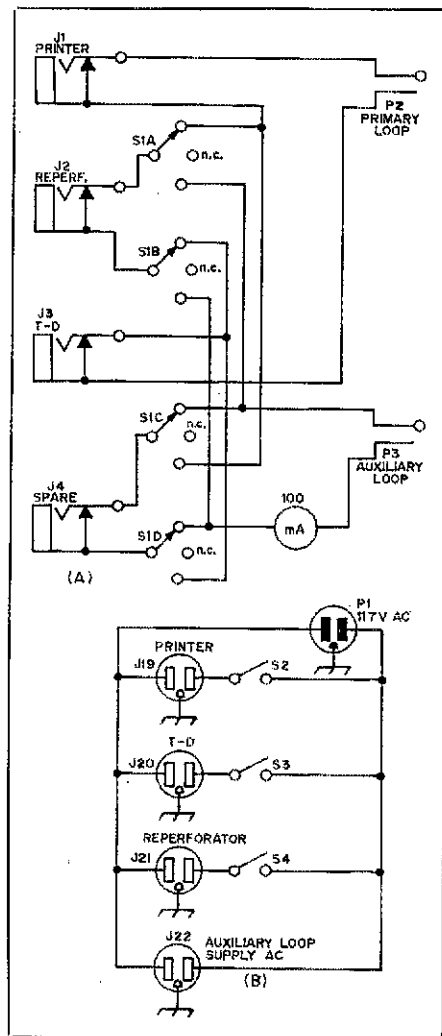 J1
PRINTER
P2
PRIMARY
LOOP
S1A
n.c.
J2
REPERF.
S1B
n.c.
J3
T-D
S1C
n.c.
P3
AUXILIARY
LOOP
J4
SPARE
100
mA
S1D
n.c.
(A)
P1
117V AC
PRINTER
J19
S2
T-D
J20
S3
REPERFORATOR
J21
S4
J22
AUXILIARY LOOP
SUPPLY AC
(B)